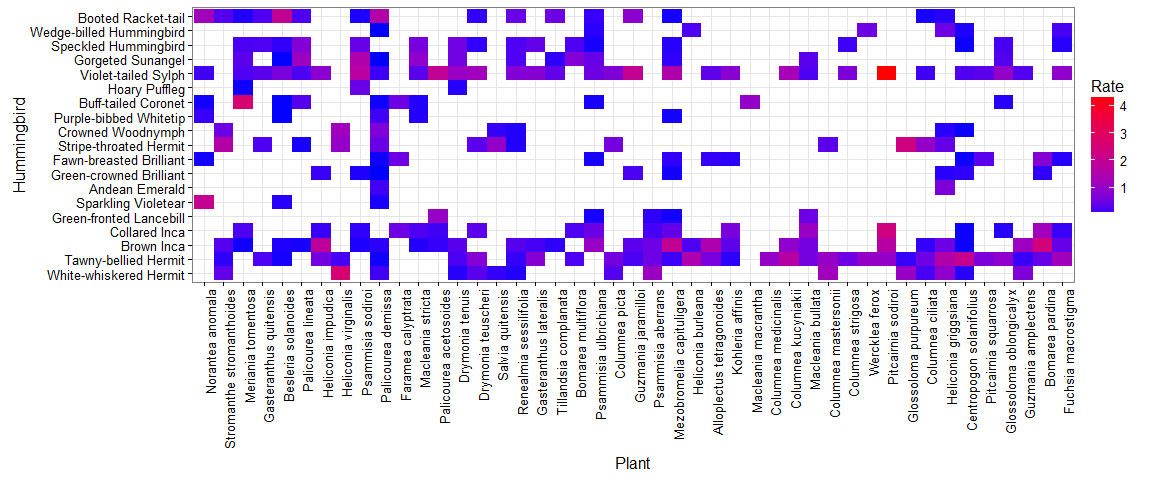 Hummingbird
Booted Racket-tail
Wedge-billed Hummingbird
Speckled Hummingbird
Gorgeted Sunangel
Violet-tailed Sylph
Hoary Puffleg
Buff-tailed Coronet
Purple-bibbed Whitetip
Crowned Woodnymph
Stripe-throated Hermit
Fawn-breasted Brilliant
Green-crowned Brilliant
Andean Emerald
Sparkling Violetear
Green-fronted Lancebill
Collared Inca
Brown Inca
Tawny-bellied Hermit
White-whiskered Hermit
Norantea anomala
Stromanthe stromanthoides
Meriania tomentosa
Gasteranthus quitensis
Besleria solanoides
Palicourea lineata
Heliconia impudica
Heliconia virginalis
Psammisia sodiroi
Palicourea demissa
Faramea calyptrata
Macleania stricta
Palicourea acetosoides
Drymonia tenuis
Drymonia teuscheri
Salvia quitensis
Renealmia sessilifolia
Gasteranthus lateralis
Tillandsia complanata
Bomarea multiflora
Psammisia ulbrichiana
Columnea picta
Guzmania jaramilloi
Psammisia aberrans
Mezobromelia capituligera
Heliconia burleana
Alloplectus tetragonoides
Kohleria affinis
Macleania macrantha
Columnea medicinalis
Columnea kucyniakii
Macleania bullata
Columnea mastersonii
Columnea strigosa
Wercklea ferox
Pitcairnia sodiroi
Glossoloma purpureum
Columnea ciliata
Heliconia griggsiana
Centropogon solanifolius
Pitcairnia squarrosa
Glossoloma oblongicalyx
Guzmania amplectens
Bomarea pardina
Fuchsia macrostigma
Plant
Rate
4
3
2
1